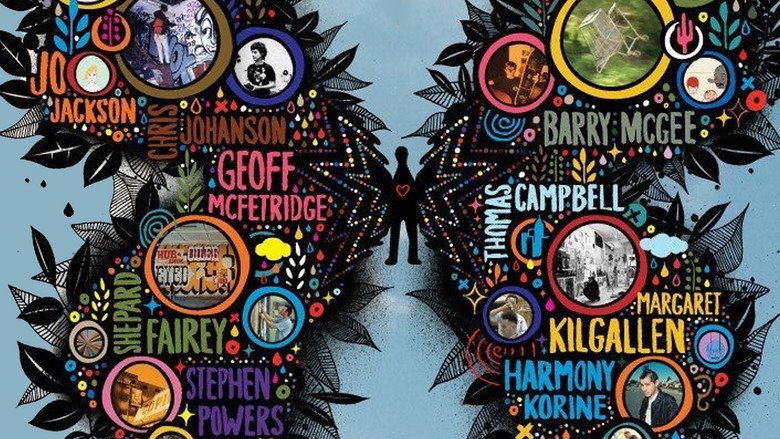 JO
JACKSON
CHRIS
JOHANSON
BARRY MCGEE
GEOFF
MCFETRIDGE
THOMAS
CAMPBELL
SHEPARD
FAIREY
MARGARET
KILGALLEN
STEPHEN
POWERS
HARMONY
KORINE